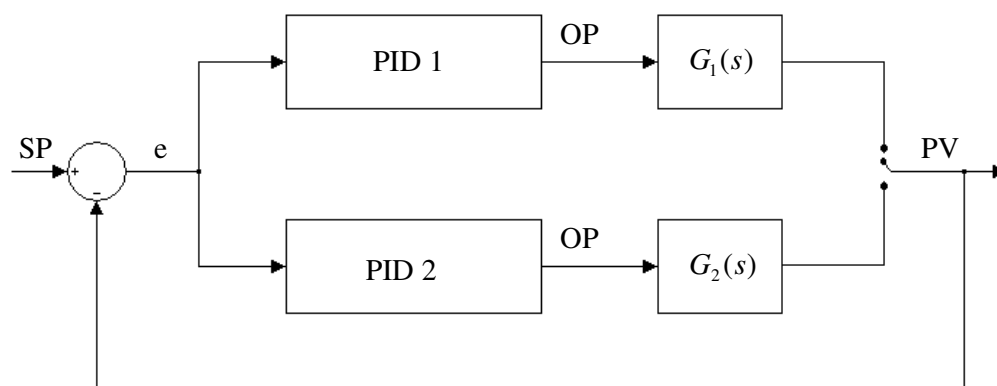 OP
PID 1
G₁(s)
SP
e
PV
+
-
OP
PID 2
G₂(s)